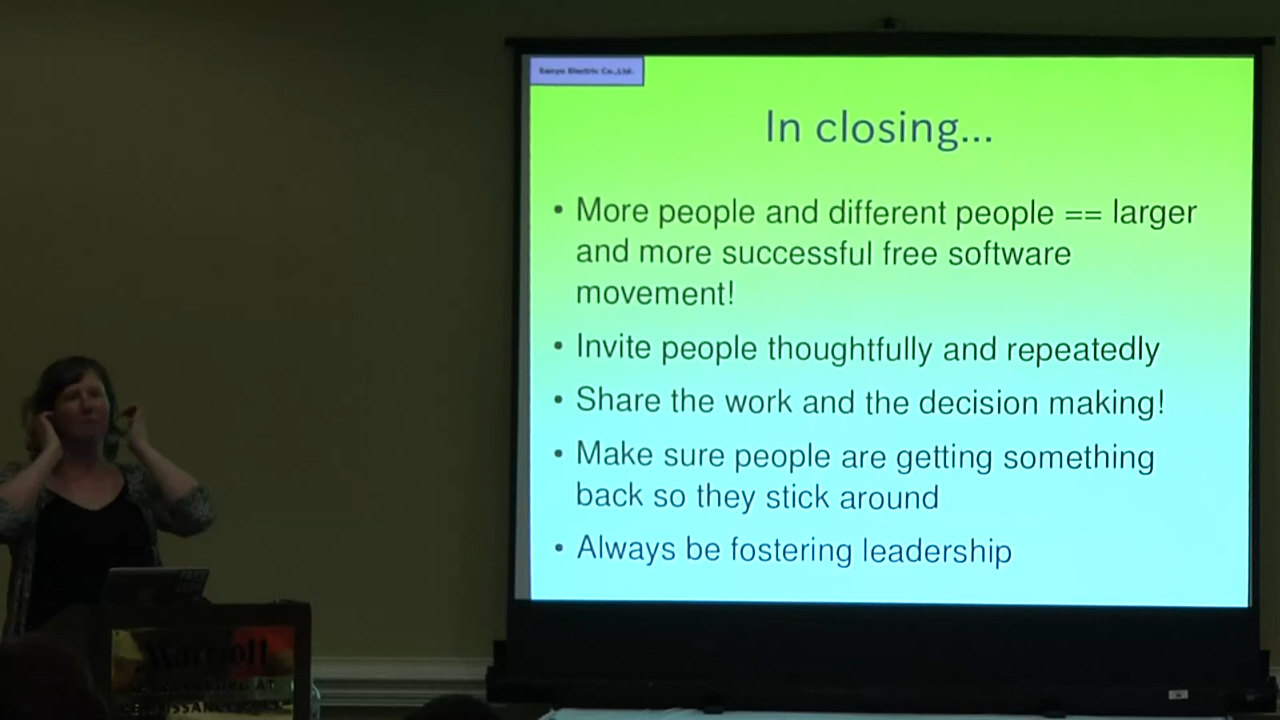 Sanyo Electric Co.,Ltd.
In closing...
• More people and different people == larger
and more successful free software
movement!
• Invite people thoughtfully and repeatedly
• Share the work and the decision making!
• Make sure people are getting something
back so they stick around
• Always be fostering leadership
Marriott
AT